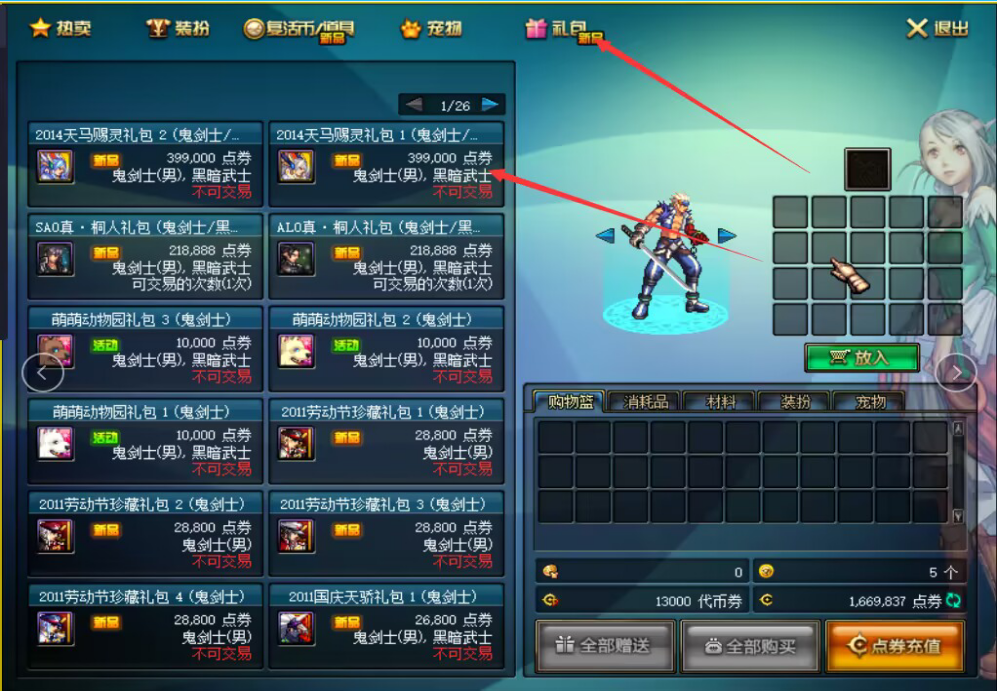 热卖
装扮
复活币/道具
新品
宠物
礼包
新品
退出
1/26
2014天马赐灵礼包 2 (鬼剑士/...
新品
399,000 点券
鬼剑士(男), 黑暗武士
不可交易
2014天马赐灵礼包 1 (鬼剑士/...
新品
399,000 点券
鬼剑士(男), 黑暗武士
不可交易
SAO真·桐人礼包 (鬼剑士/黑...
新品
218,888 点券
鬼剑士(男), 黑暗武士
可交易的次数(1次)
ALO真·桐人礼包 (鬼剑士/黑...
新品
218,888 点券
鬼剑士(男), 黑暗武士
可交易的次数(1次)
萌萌动物园礼包 3 (鬼剑士)
活动
10,000 点券
鬼剑士(男), 黑暗武士
不可交易
萌萌动物园礼包 2 (鬼剑士)
活动
10,000 点券
鬼剑士(男), 黑暗武士
不可交易
萌萌动物园礼包 1 (鬼剑士)
活动
10,000 点券
鬼剑士(男), 黑暗武士
不可交易
2011劳动节珍藏礼包 1 (鬼剑士)
新品
28,800 点券
鬼剑士(男)
不可交易
2011劳动节珍藏礼包 2 (鬼剑士)
新品
28,800 点券
鬼剑士(男)
不可交易
2011劳动节珍藏礼包 3 (鬼剑士)
新品
28,800 点券
鬼剑士(男)
不可交易
2011劳动节珍藏礼包 4 (鬼剑士)
新品
28,800 点券
鬼剑士(男)
不可交易
2011国庆天骄礼包 1 (鬼剑士)
新品
26,800 点券
鬼剑士(男), 黑暗武士
不可交易
放入
购物篮
消耗品
材料
装扮
宠物
0
5 个
13000 代币券
1,669,837 点券
全部赠送
全部购买
点券充值